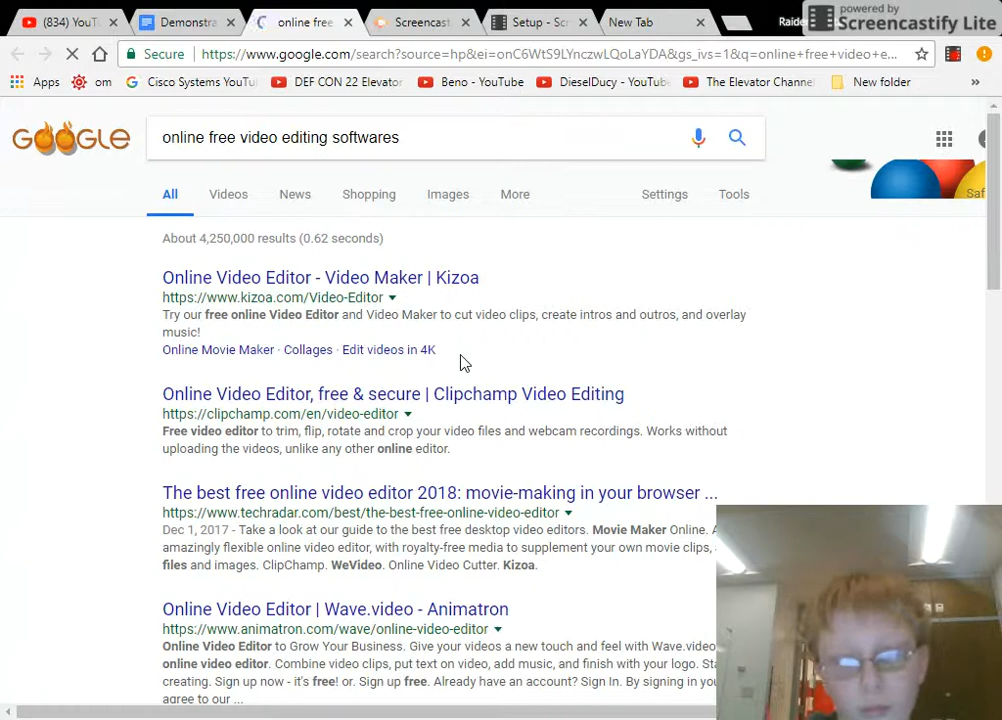 (834) YouT
Demonstra
online free
Screencast
Setup - Scr
New Tab
Raider
powered by
Screencastify Lite
Secure
https://www.google.com/search?source=hp&ei=onC6WtS9LYnczwLQoLaYDA&gs_ivs=1&q=online+free+video+e...
Apps
om
Cisco Systems YouTu
DEF CON 22 Elevator
Beno - YouTube
DieselDucy - YouTub
The Elevator Channel
New folder
»
GOOGLE
online free video editing softwares
All
Videos
News
Shopping
Images
More
Settings
Tools
Saf
About 4,250,000 results (0.62 seconds)
Online Video Editor - Video Maker | Kizoa
https://www.kizoa.com/Video-Editor
Try our free online Video Editor and Video Maker to cut video clips, create intros and outros, and overlay
music!
Online Movie Maker · Collages · Edit videos in 4K
Online Video Editor, free & secure | Clipchamp Video Editing
https://clipchamp.com/en/video-editor
Free video editor to trim, flip, rotate and crop your video files and webcam recordings. Works without
uploading the videos, unlike any other online editor.
The best free online video editor 2018: movie-making in your browser ...
https://www.techradar.com/best/the-best-free-online-video-editor
Dec 1, 2017 - Take a look at our guide to the best free desktop video editors. Movie Maker Online.
amazingly flexible online video editor, with royalty-free media to supplement your own movie clips,
files and images. ClipChamp. WeVideo. Online Video Cutter. Kizoa.
Online Video Editor | Wave.video - Animatron
https://www.animatron.com/wave/online-video-editor
Online Video Editor to Grow Your Business. Give your videos a new touch and feel with Wave.video
online video editor. Combine video clips, put text on video, add music, and finish with your logo. Sta
creating. Sign up now - it's free! or. Sign up free. Already have an account? Sign In. By signing in you
agree to our ...